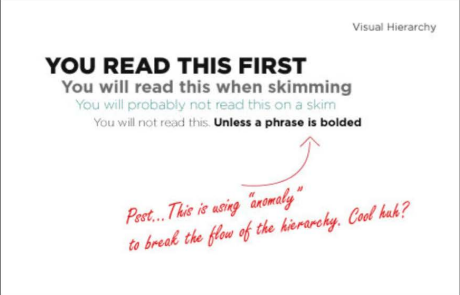 Visual Hierarchy
YOU READ THIS FIRST
You will read this when skimming
You will probably not read this on a skim
You will not read this. Unless a phrase is bolded
Psst... This is using "anomaly"
to break the flow of the hierarchy. Cool huh?